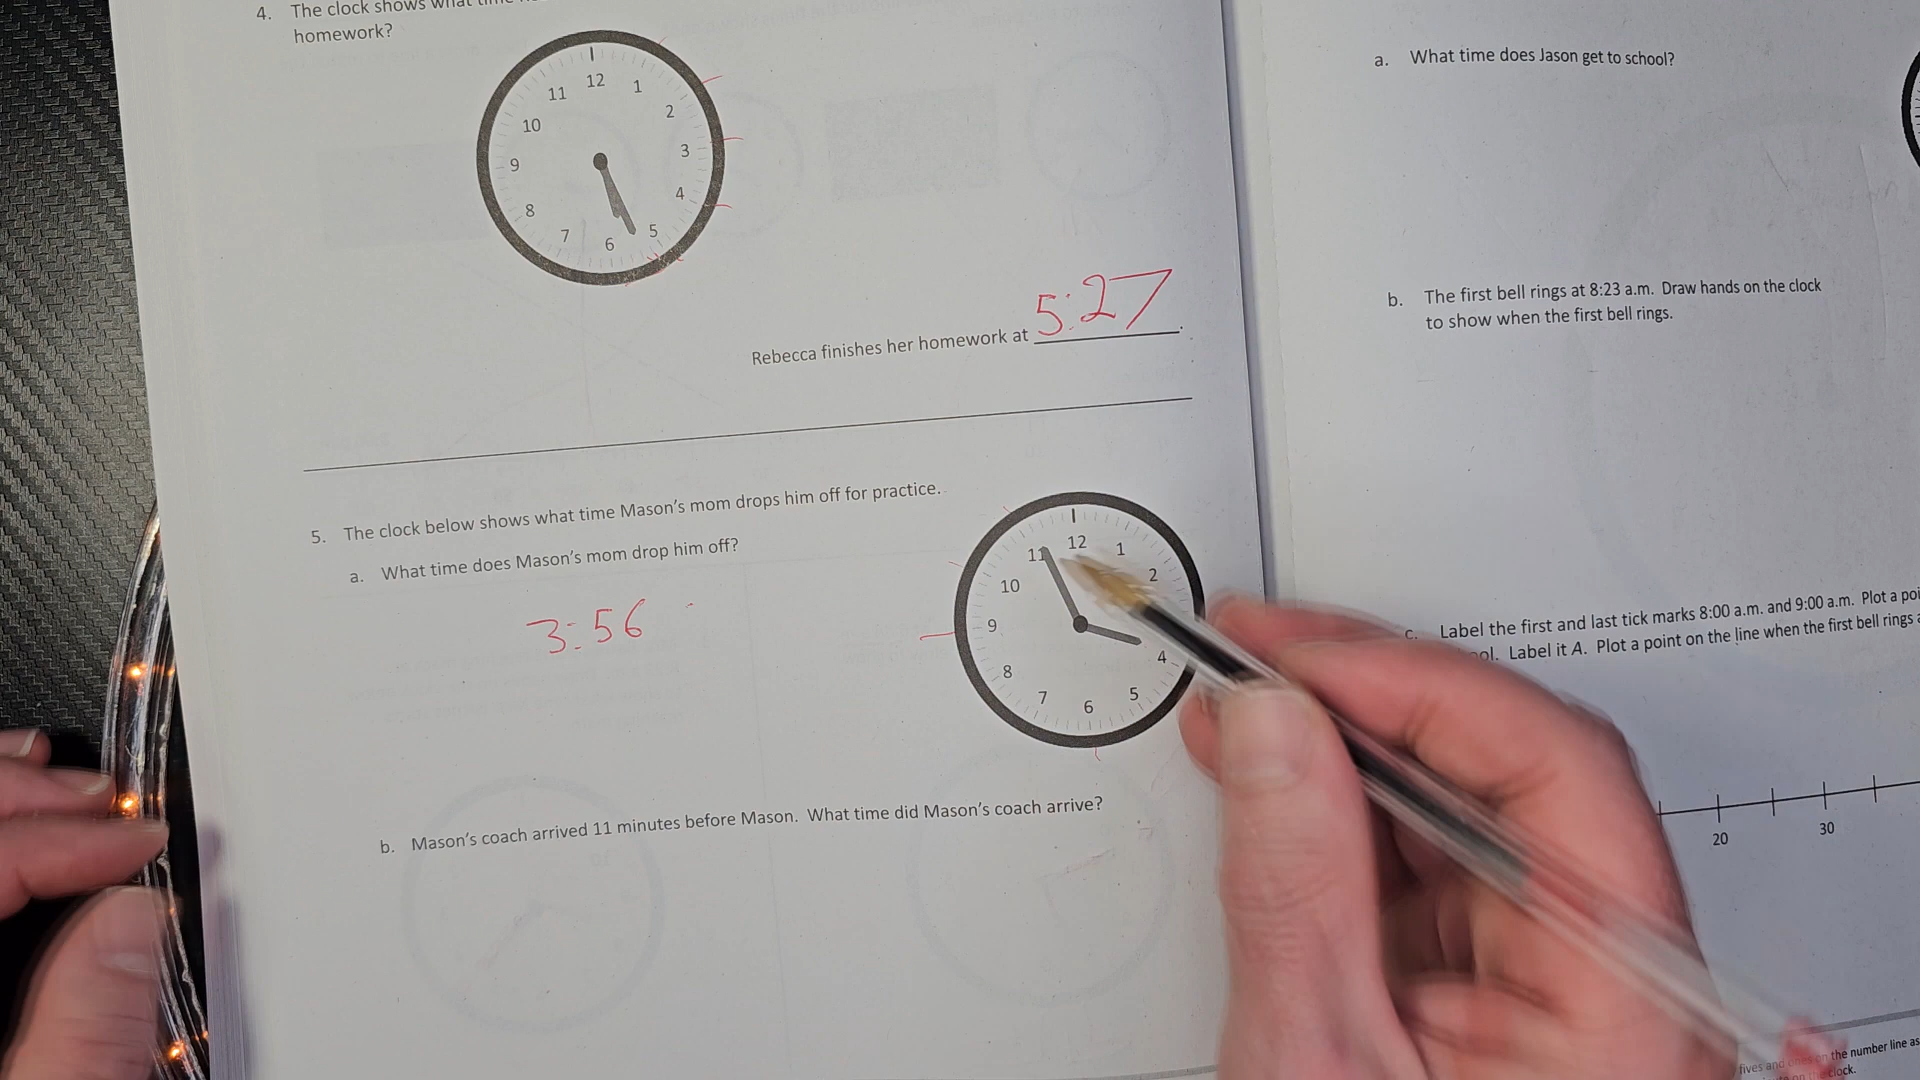 4. The clock shows what time
homework?
12
11 1
10 2
9 3
8 4
7 6 5
Rebecca finishes her homework at 5:27.
5. The clock below shows what time Mason's mom drops him off for practice.
a. What time does Mason's mom drop him off?
3:56
12
11 1
10 2
9
8 4
7 6 5
b. Mason's coach arrived 11 minutes before Mason. What time did Mason's coach arrive?
a. What time does Jason get to school?
b. The first bell rings at 8:23 a.m. Draw hands on the clock
to show when the first bell rings.
c. Label the first and last tick marks 8:00 a.m. and 9:00 a.m. Plot a
Label it A. Plot a point on the line when the first bell rings
20 30
fives and on the number line as
clock.